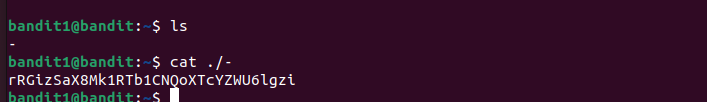 bandit1@bandit:~$ ls
-
bandit1@bandit:~$ cat ./-
rRGizSaX8Mk1RTb1CNQoXTcYZWU6lgzi
bandit1@bandit:~$